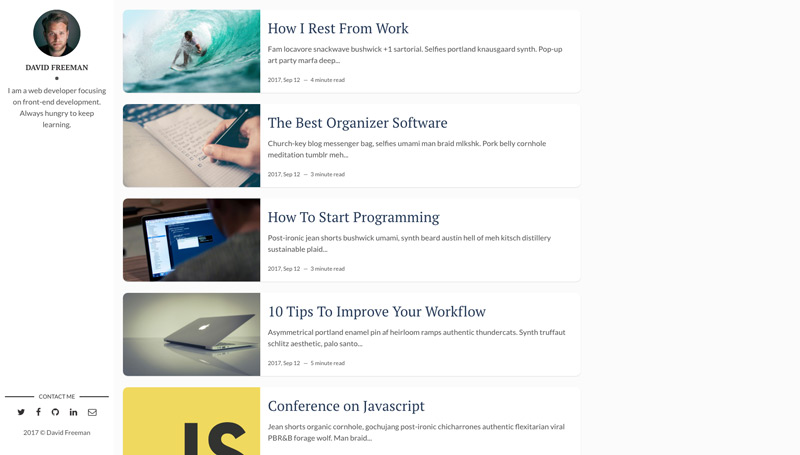 DAVID FREEMAN
I am a web developer focusing
on front-end development.
Always hungry to keep
learning.
CONTACT ME
2017 © David Freeman
How I Rest From Work
Fam locavore snackwave bushwick +1 sartorial. Selfies portland knausgaard synth. Pop-up
art party marfa deep...
2017, Sep 12 — 4 minute read
The Best Organizer Software
Church-key blog messenger bag, selfies umami man braid mlkshk. Pork belly cornhole
meditation tumblr meh...
2017, Sep 12 — 3 minute read
How To Start Programming
Post-ironic jean shorts bushwick umami, synth beard austin hell of meh kitsch distillery
sustainable plaid...
2017, Sep 12 — 3 minute read
10 Tips To Improve Your Workflow
Asymmetrical portland enamel pin af heirloom ramps authentic thundercats. Synth truffaut
schlitz aesthetic, palo santo...
2017, Sep 12 — 5 minute read
JS
Conference on Javascript
Jean shorts organic cornhole, gochujang post-ironic chicharrones authentic flexitarian viral
PBR&B forage wolf. Man braid...